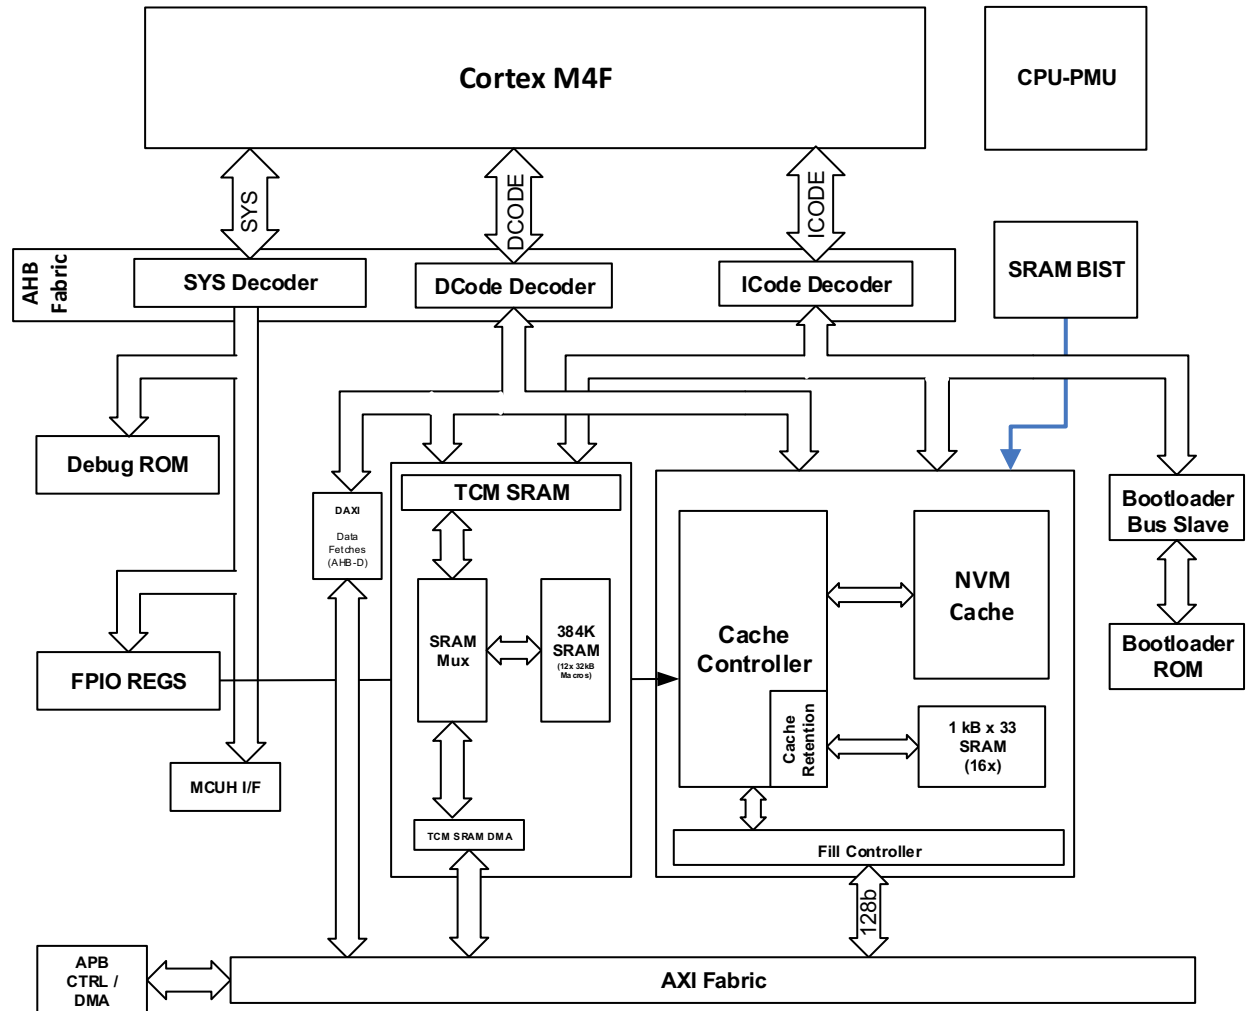 Cortex M4F
CPU-PMU
SYS
DCODE
ICODE
AHB
Fabric
SYS Decoder
DCode Decoder
ICode Decoder
SRAM BIST
Debug ROM
TCM SRAM
DAXI
Data
Fetches
(AHB-D)
Bootloader
Bus Slave
NVM
Cache
SRAM
Mux
384K
SRAM
(12x 32kB
Macros)
Cache
Controller
Bootloader
ROM
FPIO REGS
Cache
Retention
1 kB x 33
SRAM
(16x)
MCUH I/F
TCM SRAM DMA
Fill Controller
128b
APB
CTRL /
DMA
AXI Fabric